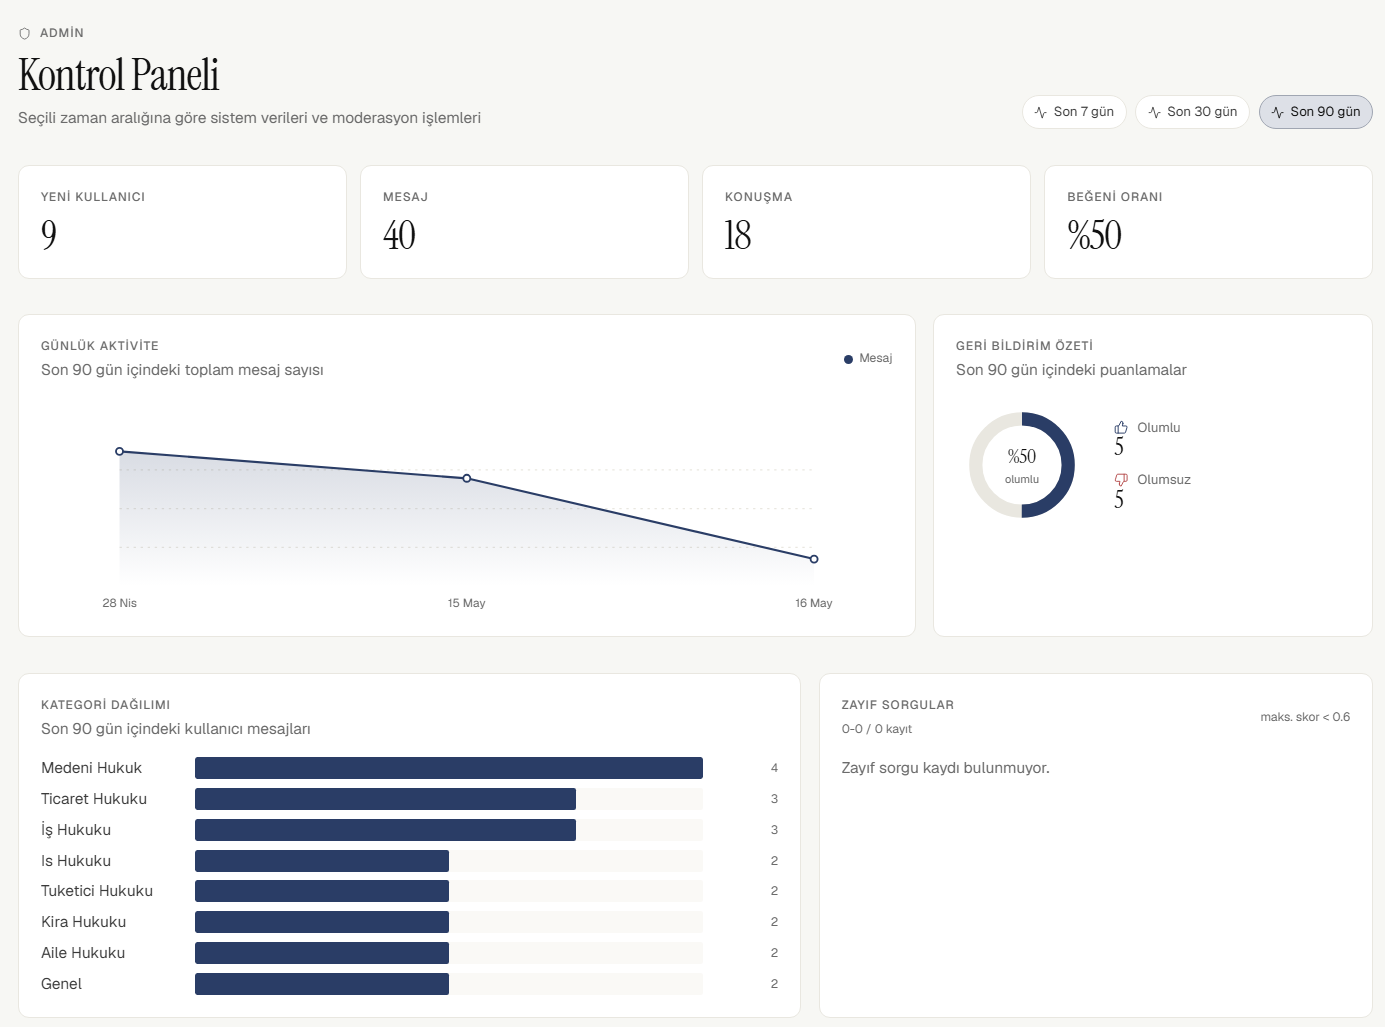 ADMİN
Kontrol Paneli
Seçili zaman aralığına göre sistem verileri ve moderasyon işlemleri
Son 7 gün
Son 30 gün
Son 90 gün
YENİ KULLANICI
9
MESAJ
40
KONUŞMA
18
BEĞENİ ORANI
%50
GÜNLÜK AKTİVİTE
Son 90 gün içindeki toplam mesaj sayısı
Mesaj
28 Nis
15 May
16 May
GERİ BİLDİRİM ÖZETİ
Son 90 gün içindeki puanlamalar
%50
olumlu
Olumlu
5
Olumsuz
5
KATEGORİ DAĞILIMI
Son 90 gün içindeki kullanıcı mesajları
Medeni Hukuk 4
Ticaret Hukuku 3
İş Hukuku 3
Is Hukuku 2
Tuketici Hukuku 2
Kira Hukuku 2
Aile Hukuku 2
Genel 2
ZAYIF SORGULAR
0-0 / 0 kayıt
maks. skor < 0.6
Zayıf sorgu kaydı bulunmuyor.